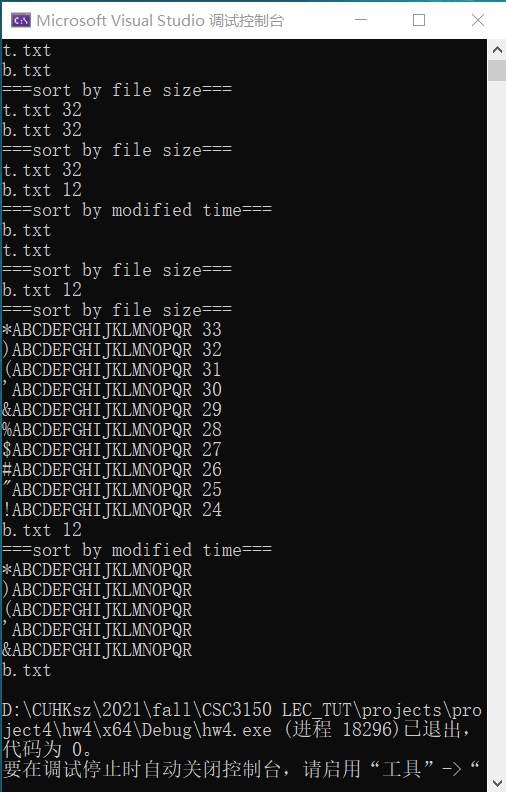 Microsoft Visual Studio 调试控制台
t.txt
b.txt
===sort by file size===
t.txt 32
b.txt 32
===sort by file size===
t.txt 32
b.txt 12
===sort by modified time===
b.txt
t.txt
===sort by file size===
b.txt 12
===sort by file size===
*ABCDEFGHIJKLMNOPQR 33
)ABCDEFGHIJKLMNOPQR 32
(ABCDEFGHIJKLMNOPQR 31
'ABCDEFGHIJKLMNOPQR 30
&ABCDEFGHIJKLMNOPQR 29
%ABCDEFGHIJKLMNOPQR 28
$ABCDEFGHIJKLMNOPQR 27
#ABCDEFGHIJKLMNOPQR 26
"ABCDEFGHIJKLMNOPQR 25
!ABCDEFGHIJKLMNOPQR 24
b.txt 12
===sort by modified time===
*ABCDEFGHIJKLMNOPQR
)ABCDEFGHIJKLMNOPQR
(ABCDEFGHIJKLMNOPQR
'ABCDEFGHIJKLMNOPQR
&ABCDEFGHIJKLMNOPQR
b.txt
D:\CUHKsz\2021\fall\CSC3150 LEC_TUT\projects\pro
ject4\hw4\x64\Debug\hw4.exe (进程 18296)已退出，
代码为 0。
要在调试停止时自动关闭控制台，请启用“工具”->“